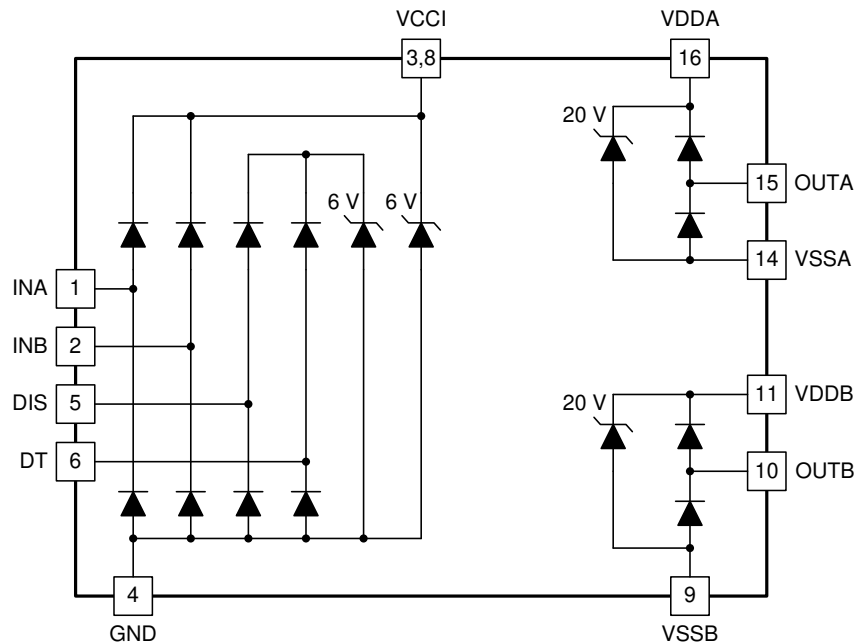 VCCI
VDDA
3,8
16
20 V
15
OUTA
6 V
6 V
14
VSSA
INA
1
INB
2
DIS
5
11
VDDB
20 V
DT
6
10
OUTB
4
9
GND
VSSB